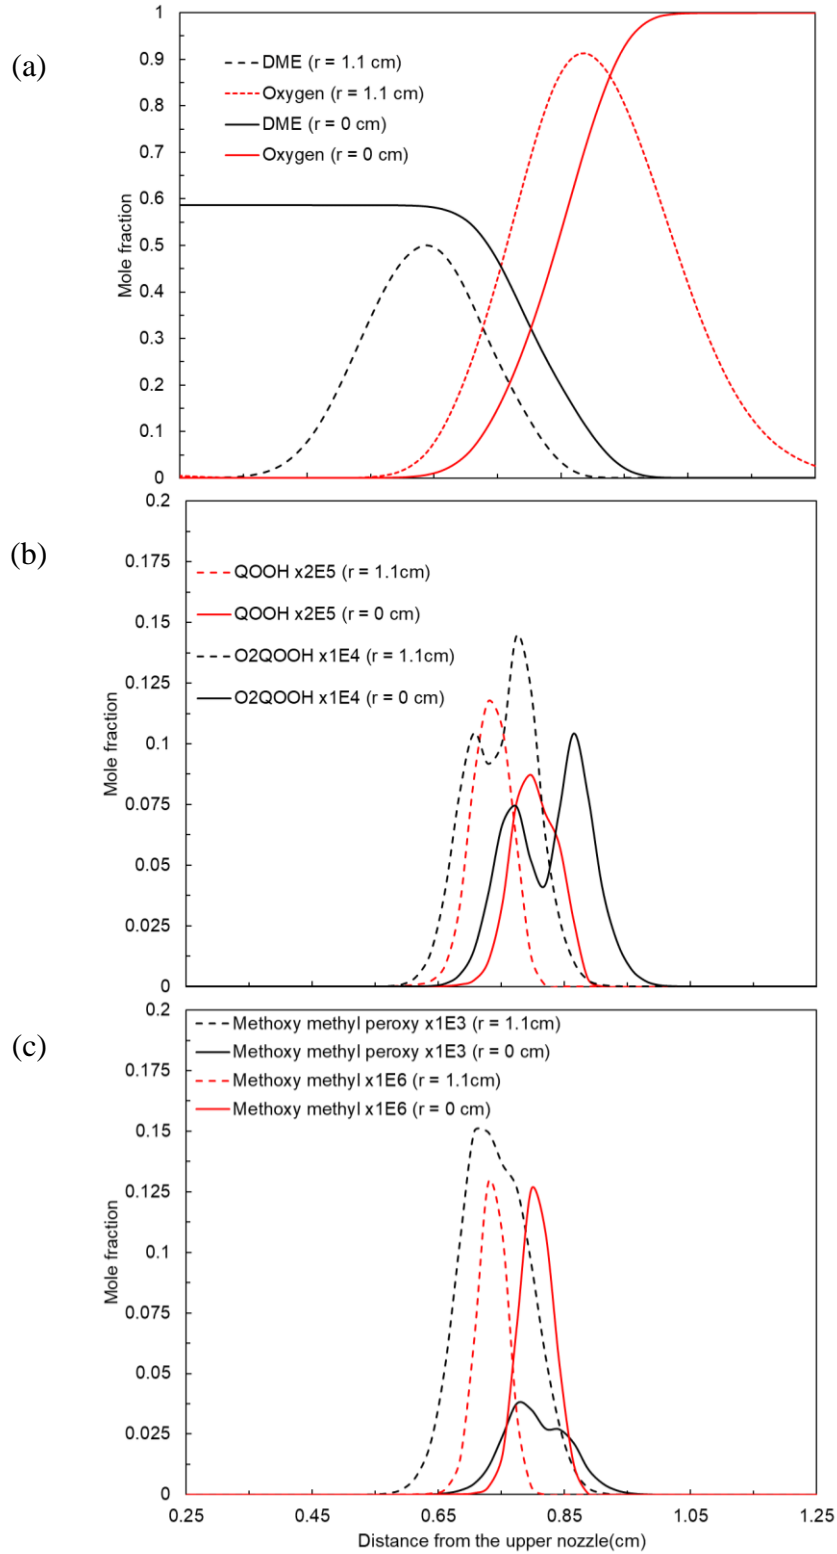 (a)
Mole fraction
1
0.9
0.8
0.7
0.6
0.5
0.4
0.3
0.2
0.1
0
DME (r = 1.1 cm)
Oxygen (r = 1.1 cm)
DME (r = 0 cm)
Oxygen (r = 0 cm)
(b)
Mole fraction
0.2
0.175
0.15
0.125
0.1
0.075
0.05
0.025
0
QOOH x2E5 (r = 1.1cm)
QOOH x2E5 (r = 0 cm)
O2QOOH x1E4 (r = 1.1cm)
O2QOOH x1E4 (r = 0 cm)
(c)
Mole fraction
0.2
0.175
0.15
0.125
0.1
0.075
0.05
0.025
0
Methoxy methyl peroxy x1E3 (r = 1.1cm)
Methoxy methyl peroxy x1E3 (r = 0 cm)
Methoxy methyl x1E6 (r = 1.1cm)
Methoxy methyl x1E6 (r = 0 cm)
0.25 0.45 0.65 0.85 1.05 1.25
Distance from the upper nozzle(cm)